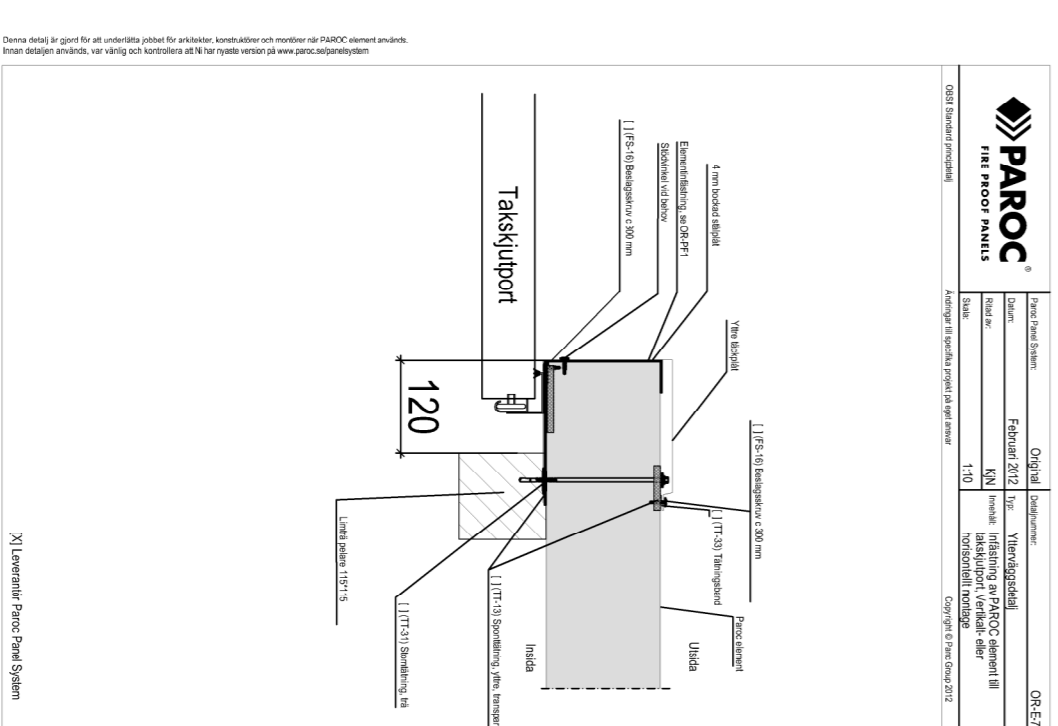 Denna detalj är gjord för att underlätta jobbet för arkitekter, konstruktörer och montörer när PAROC element används.
Innan detaljen används, var vänlig och kontrollera att Ni har nyaste version på www.paroc.se/panelsystem
PAROC®
FIRE PROOF PANELS
Paroc Panel System: Original
Detaljnummer: OR-E-7
Datum: Februari 2012
Typ: Ytterväggsdetalj
Ritad av: KjN
Innehåll: Infästning av PAROC element till
takskjutport, Vertikalt- eller
horisontellt montage
Skala: 1:10
OBS!! Standard principdetalj
Ändringar till specifika projekt på eget ansvar
Copyright © Paroc Group 2012
4 mm bockad stålplåt
Elementinfästning, se OR-PF1
Stödvinkel vid behov
[ ] (FS-16) Beslagsskruv c 300 mm
Takskjutport
Yttre täckplåt
[ ] (FS-16) Beslagsskruv c 300 mm
[ ] (TT-33) Tätningsband
Paroc element
Utsida
Insida
120
[ ] (TT-13) Sponttätning, yttre,
[ ] (TT-31) Stomtätning, trä
Limträ pelare 115*115
[X] Leverantör Paroc Panel System